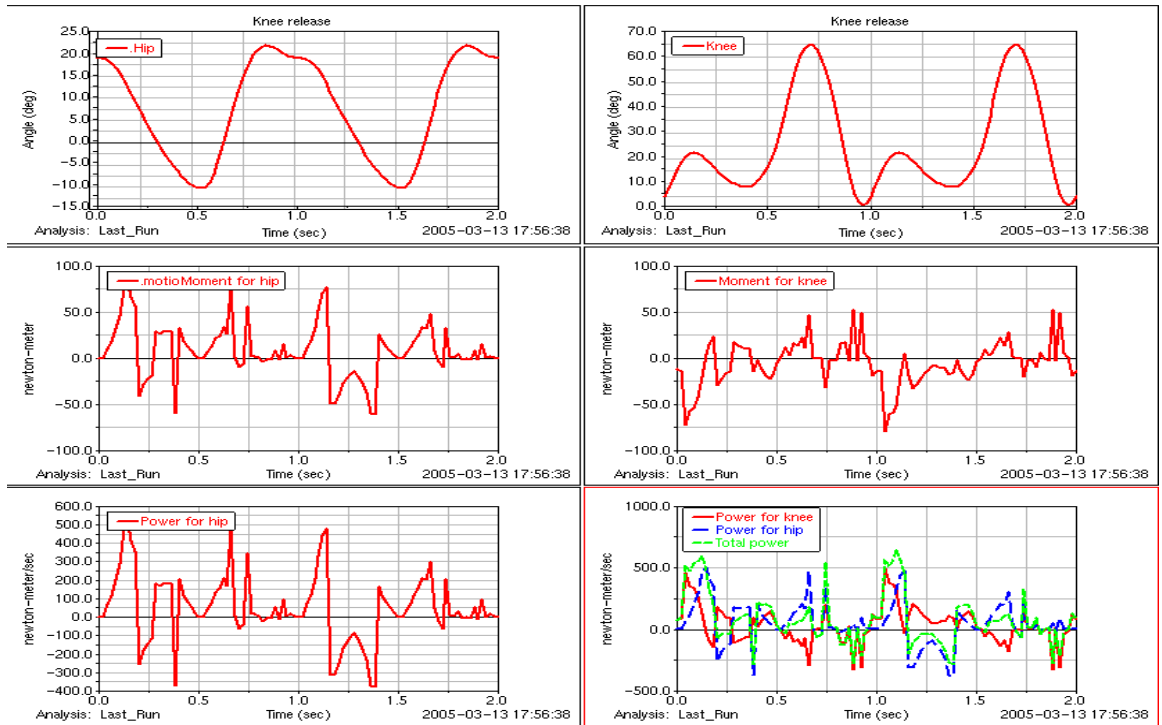 Knee release
25.0
20.0
15.0
10.0
5.0
0.0
-5.0
-10.0
-15.0
Angle (deg)
.Hip
0.0 0.5 1.0 1.5 2.0
Analysis: Last_Run Time (sec) 2005-03-13 17:56:38
Knee release
70.0
60.0
50.0
40.0
30.0
20.0
10.0
0.0
Angle (deg)
Knee
0.0 0.5 1.0 1.5 2.0
Analysis: Last_Run Time (sec) 2005-03-13 17:56:38
100.0
50.0
0.0
-50.0
-100.0
newton-meter
.motioMoment for hip
0.0 0.5 1.0 1.5 2.0
Analysis: Last_Run Time (sec) 2005-03-13 17:56:38
100.0
50.0
0.0
-50.0
-100.0
newton-meter
Moment for knee
0.0 0.5 1.0 1.5 2.0
Analysis: Last_Run Time (sec) 2005-03-13 17:56:38
600.0
500.0
400.0
300.0
200.0
100.0
0.0
-100.0
-200.0
-300.0
-400.0
newton-meter/sec
Power for hip
0.0 0.5 1.0 1.5 2.0
Analysis: Last_Run Time (sec) 2005-03-13 17:56:38
1000.0
500.0
0.0
-500.0
newton-meter/sec
Power for knee
Power for hip
Total power
0.0 0.5 1.0 1.5 2.0
Analysis: Last_Run Time (sec) 2005-03-13 17:56:38